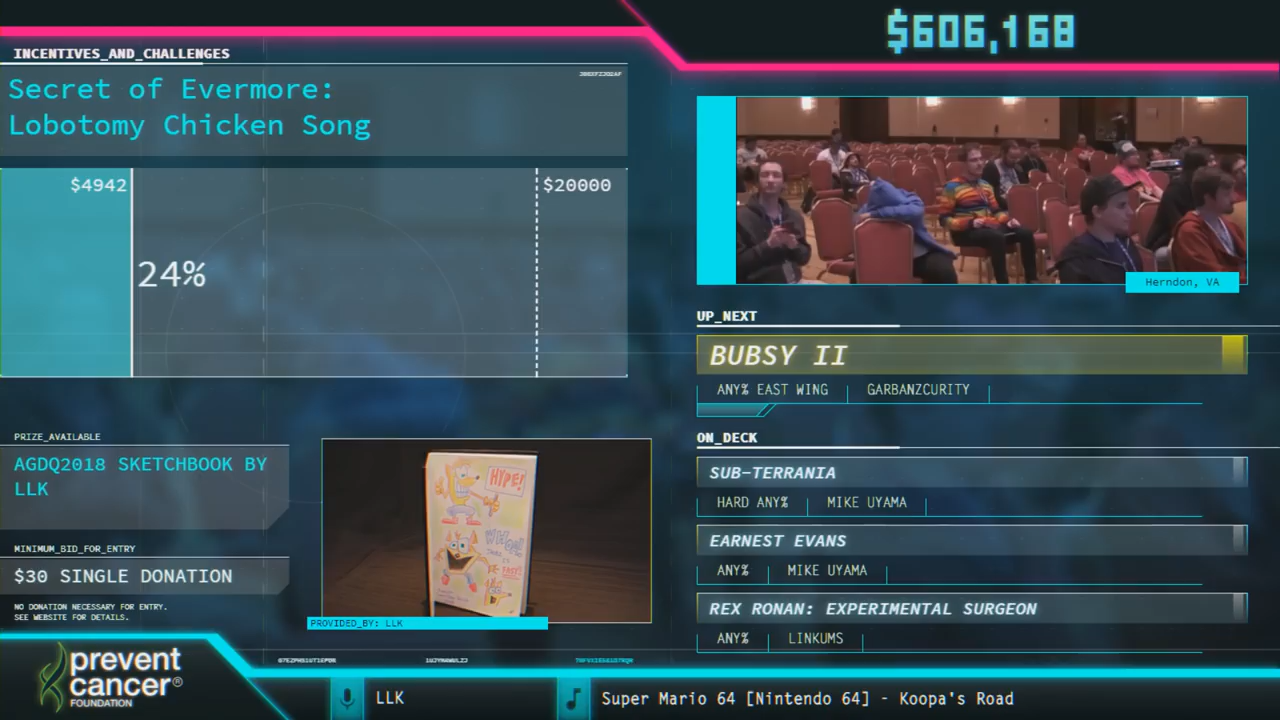 $606,168
INCENTIVES_AND_CHALLENGES
Secret of Evermore:
Lobotomy Chicken Song
$4942
$20000
24%
Herndon, VA
UP_NEXT
BUBSY II
ANY% EAST WING
GARBANZCURITY
ON_DECK
SUB-TERRANIA
HARD ANY%
MIKE UYAMA
EARNEST EVANS
ANY%
MIKE UYAMA
REX RONAN: EXPERIMENTAL SURGEON
ANY%
LINKUMS
PRIZE_AVAILABLE
AGDQ2018 SKETCHBOOK BY
LLK
MINIMUM_BID_FOR_ENTRY
$30 SINGLE DONATION
NO DONATION NECESSARY FOR ENTRY.
SEE WEBSITE FOR DETAILS.
HYPE!
PROVIDED_BY: LLK
prevent
cancer®
FOUNDATION
LLK
Super Mario 64 [Nintendo 64] - Koopa's Road